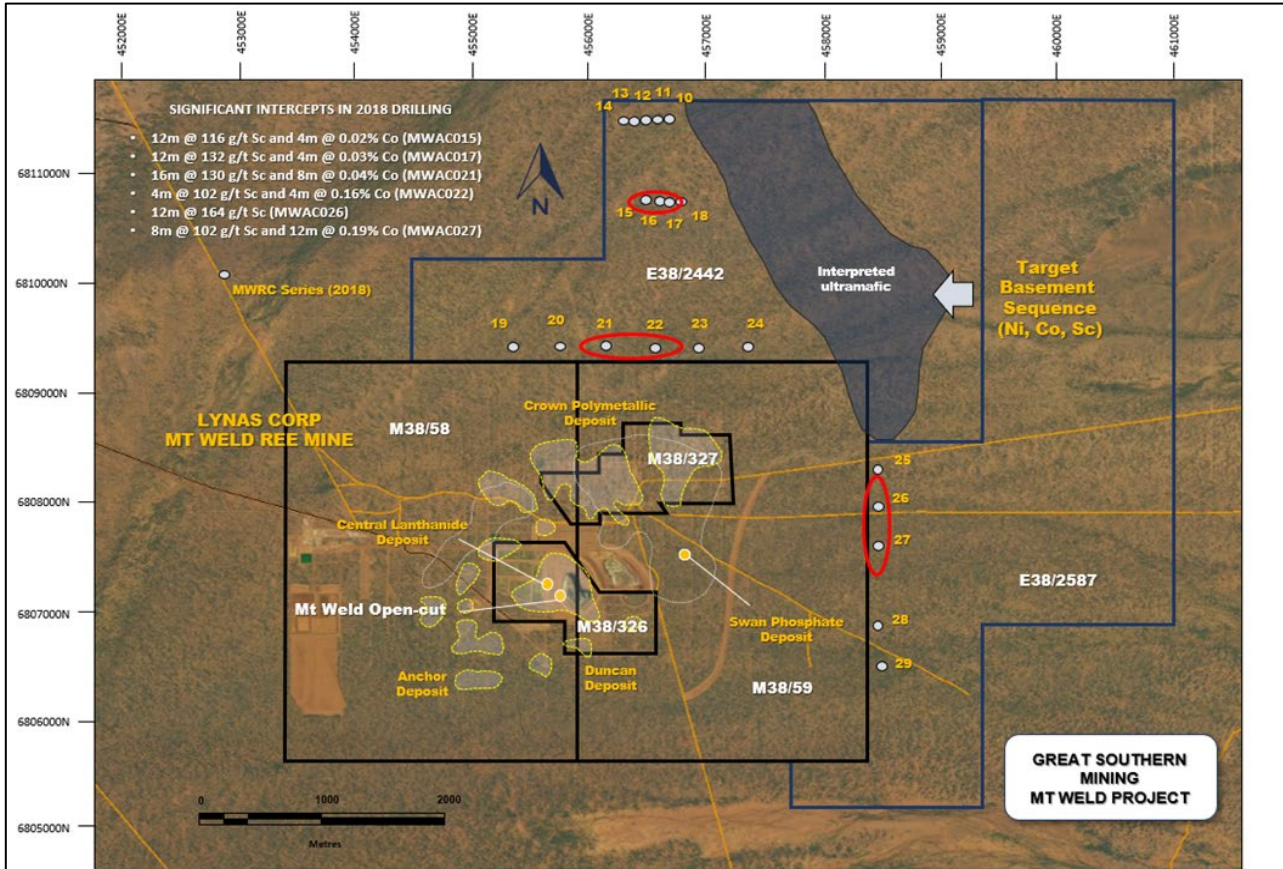 452000E
453000E
454000E
455000E
456000E
457000E
458000E
459000E
460000E
461000E
SIGNIFICANT INTERCEPTS IN 2018 DRILLING
• 12m @ 116 g/t Sc and 4m @ 0.02% Co (MWAC015)
• 12m @ 132 g/t Sc and 4m @ 0.03% Co (MWAC017)
• 16m @ 130 g/t Sc and 8m @ 0.04% Co (MWAC021)
• 4m @ 102 g/t Sc and 4m @ 0.16% Co (MWAC022)
• 12m @ 164 g/t Sc (MWAC026)
• 8m @ 102 g/t Sc and 12m @ 0.19% Co (MWAC027)
14
13
12
11
10
6811000N
N
15
16
17
18
E38/2442
Interpreted
ultramafic
Target
Basement
Sequence
(Ni, Co, Sc)
6810000N
MWRC Series (2018)
19
20
21
22
23
24
6809000N
LYNAS CORP
MT WELD REE MINE
M38/58
Crown Polymetallic
Deposit
M38/327
25
6808000N
26
Central Lanthanide
Deposit
27
E38/2587
6807000N
Mt Weld Open-cut
M38/326
Swan Phosphate
Deposit
28
29
Anchor
Deposit
Duncan
Deposit
M38/59
6806000N
0
1000
2000
Metres
6805000N
GREAT SOUTHERN
MINING
MT WELD PROJECT